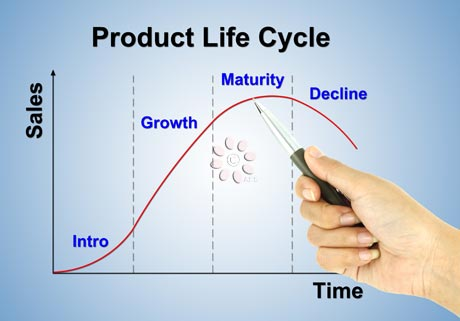 Product Life Cycle
Sales
Intro
Growth
Maturity
Decline
Time